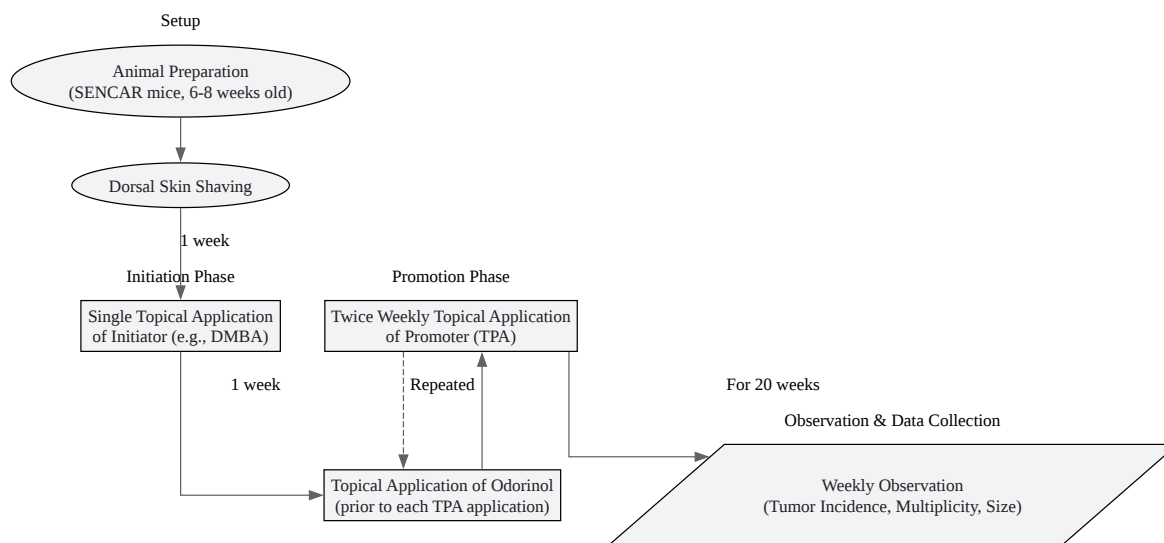 Setup
Animal Preparation
(SENCAR mice, 6-8 weeks old)
Dorsal Skin Shaving
1 week
Initiation Phase
Single Topical Application
of Initiator (e.g., DMBA)
1 week
Promotion Phase
Twice Weekly Topical Application
of Promoter (TPA)
Repeated
Topical Application of Odorinol
(prior to each TPA application)
For 20 weeks
Observation & Data Collection
Weekly Observation
(Tumor Incidence, Multiplicity, Size)